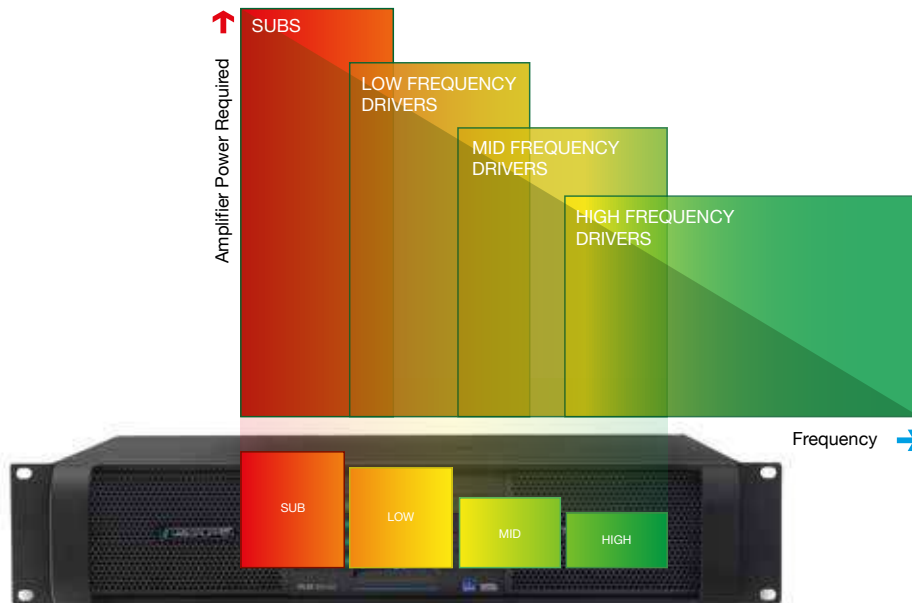 SUBS
Amplifier Power Required
LOW FREQUENCY
DRIVERS
MID FREQUENCY
DRIVERS
HIGH FREQUENCY
DRIVERS
Frequency
SUB
LOW
MID
HIGH